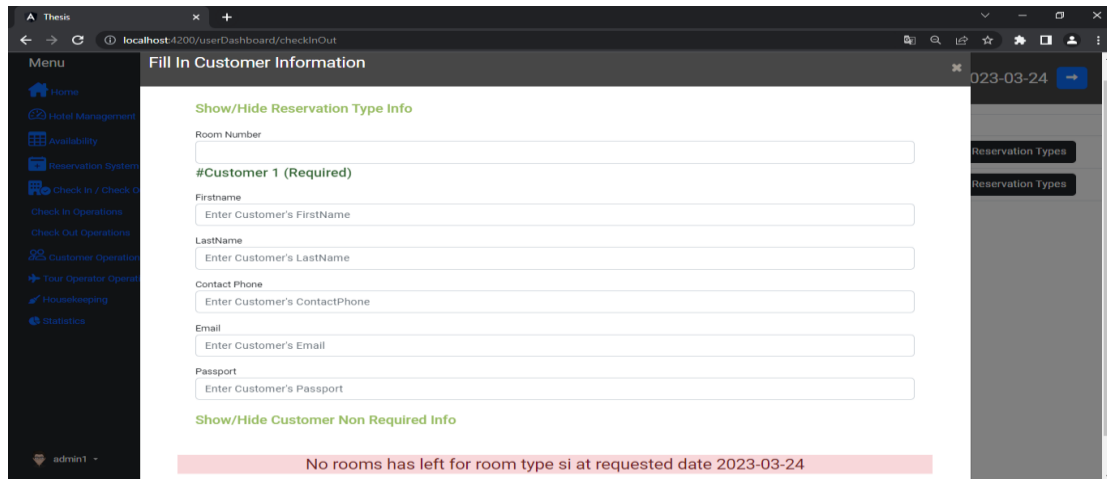 Thesis
localhost:4200/userDashboard/checkInOut
Menu
Fill In Customer Information
023-03-24
Home
Hotel Management
Availability
Reservation System
Check In / Check O
Check In Operations
Check Out Operations
Customer Operation
Tour Operator Operati
Housekeeping
Statistics
admin1
Show/Hide Reservation Type Info
Room Number
#Customer 1 (Required)
Firstname
Enter Customer's FirstName
LastName
Enter Customer's LastName
Contact Phone
Enter Customer's ContactPhone
Email
Enter Customer's Email
Passport
Enter Customer's Passport
Show/Hide Customer Non Required Info
No rooms has left for room type si at requested date 2023-03-24
Reservation Types
Reservation Types